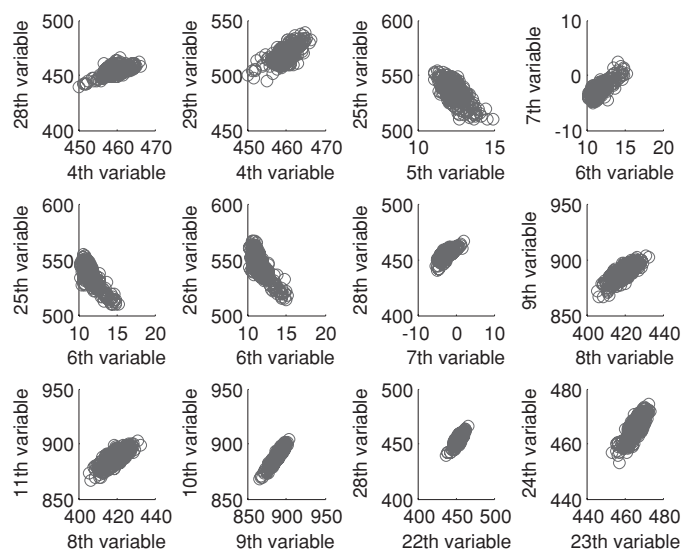 500
450
400
28th variable
450 460 470
4th variable
550
500
450
29th variable
450 460 470
4th variable
600
550
500
25th variable
10 15
5th variable
10
0
-10
7th variable
10 15 20
6th variable
600
550
500
25th variable
10 15 20
6th variable
600
550
500
26th variable
10 15 20
6th variable
500
450
400
28th variable
-10 0 10
7th variable
950
900
850
9th variable
400 420 440
8th variable
950
900
850
11th variable
400 420 440
8th variable
950
900
850
10th variable
850 900 950
9th variable
500
450
400
28th variable
400 450 500
22th variable
480
460
440
24th variable
440 460 480
23th variable